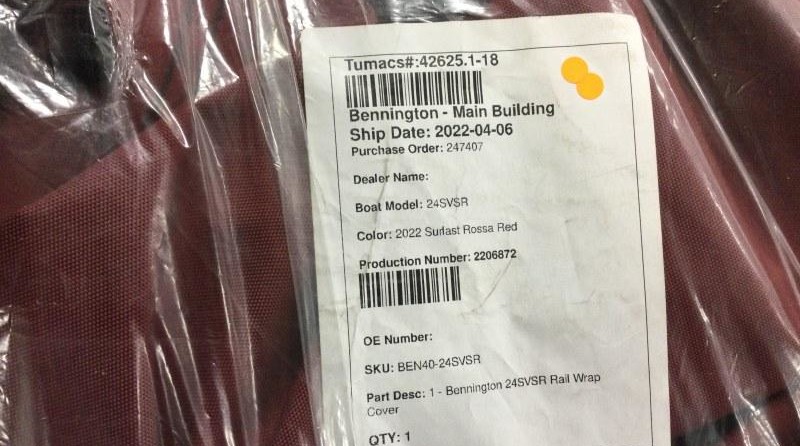 Tumacs#:42625.1-18
Bennington - Main Building
Ship Date: 2022-04-06
Purchase Order: 247407
Dealer Name:
Boat Model: 24SVSR
Color: 2022 Surlast Rossa Red
Production Number: 2206872
OE Number:
SKU: BEN40-24SVSR
Part Desc: 1 - Bennington 24SVSR Rail Wrap
Cover
QTY: 1